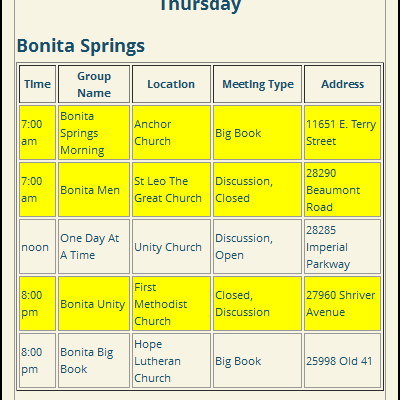 Thursday
Bonita Springs
Time Group Name Location Meeting Type Address
7:00 am Bonita Springs Morning Anchor Church Big Book 11651 E. Terry Street
7:00 am Bonita Men St Leo The Great Church Discussion, Closed 28290 Beaumont Road
noon One Day At A Time Unity Church Discussion, Open 28285 Imperial Parkway
8:00 pm Bonita Unity First Methodist Church Closed, Discussion 27960 Shriver Avenue
8:00 pm Bonita Big Book Hope Lutheran Church Big Book 25998 Old 41